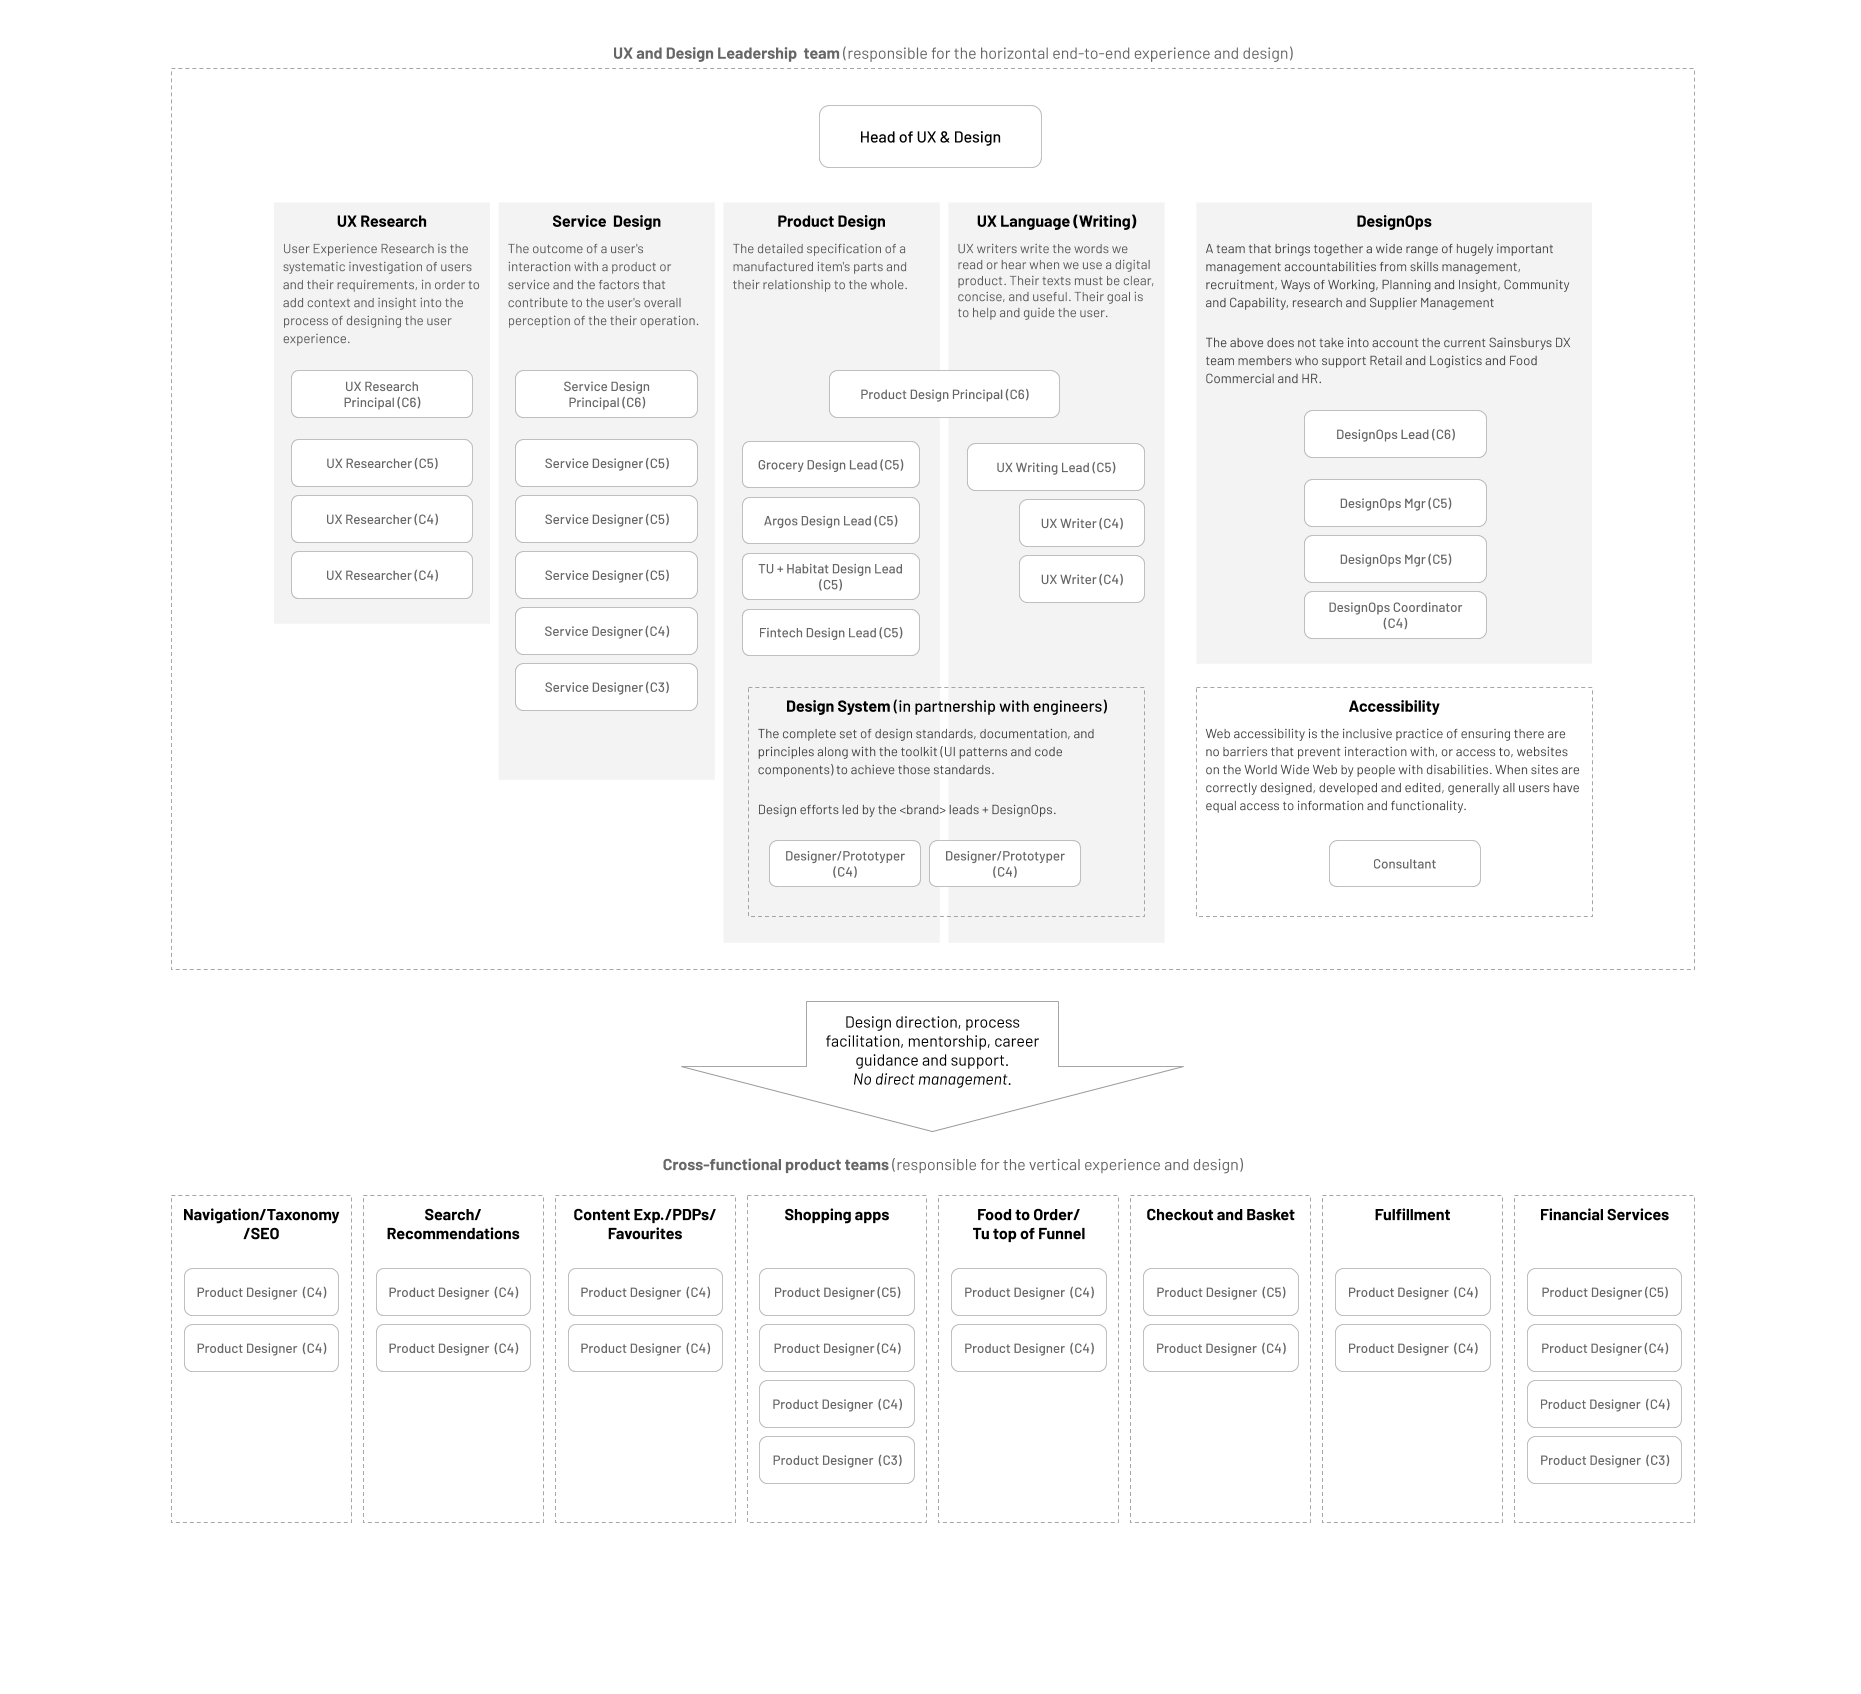 UX and Design Leadership  team (responsible for the horizontal end-to-end experience and design)
Head of UX & Design
UX Research
User Experience Research is the
systematic investigation of users
and their requirements, in order to
add context and insight into the
process of designing the user
experience.
UX Research
Principal (C6)
UX Researcher (C5)
UX Researcher (C4)
UX Researcher (C4)
Service  Design
The outcome of a user's
interaction with a product or
service and the factors that
contribute to the user's overall
perception of the their operation.
Service Design
Principal (C6)
Service Designer (C5)
Service Designer (C5)
Service Designer (C5)
Service Designer (C4)
Service Designer (C3)
Product Design
The detailed specification of a
manufactured item's parts and
their relationship to the whole.
UX Language (Writing)
UX writers write the words we
read or hear when we use a digital
product. Their texts must be clear,
concise, and useful. Their goal is
to help and guide the user.
Product Design Principal (C6)
Grocery Design Lead (C5)
Argos Design Lead (C5)
TU + Habitat Design Lead
(C5)
Fintech Design Lead (C5)
UX Writing Lead (C5)
UX Writer (C4)
UX Writer (C4)
Design System (in partnership with engineers)
The complete set of design standards, documentation, and
principles along with the toolkit (UI patterns and code
components) to achieve those standards.
Design efforts led by the <brand> leads + DesignOps.
Designer/Prototyper
(C4)
Designer/Prototyper
(C4)
DesignOps
A team that brings together a wide range of hugely important
management accountabilities from skills management,
recruitment, Ways of Working, Planning and Insight, Community
and Capability, research and Supplier Management
The above does not take into account the current Sainsburys DX
team members who support Retail and Logistics and Food
Commercial and HR.
DesignOps Lead (C6)
DesignOps Mgr (C5)
DesignOps Mgr (C5)
DesignOps Coordinator
(C4)
Accessibility
Web accessibility is the inclusive practice of ensuring there are
no barriers that prevent interaction with, or access to, websites
on the World Wide Web by people with disabilities. When sites are
correctly designed, developed and edited, generally all users have
equal access to information and functionality.
Consultant
Design direction, process
facilitation, mentorship, career
guidance and support.
No direct management.
Cross-functional product teams (responsible for the vertical experience and design)
Navigation/Taxonomy
/SEO
Product Designer  (C4)
Product Designer  (C4)
Search/
Recommendations
Product Designer  (C4)
Product Designer  (C4)
Content Exp./PDPs/
Favourites
Product Designer  (C4)
Product Designer  (C4)
Shopping apps
Product Designer (C5)
Product Designer (C4)
Product Designer  (C4)
Product Designer  (C3)
Food to Order/
Tu top of Funnel
Product Designer  (C4)
Product Designer  (C4)
Checkout and Basket
Product Designer  (C5)
Product Designer  (C4)
Fulfillment
Product Designer  (C4)
Product Designer  (C4)
Financial Services
Product Designer (C5)
Product Designer (C4)
Product Designer  (C4)
Product Designer  (C3)